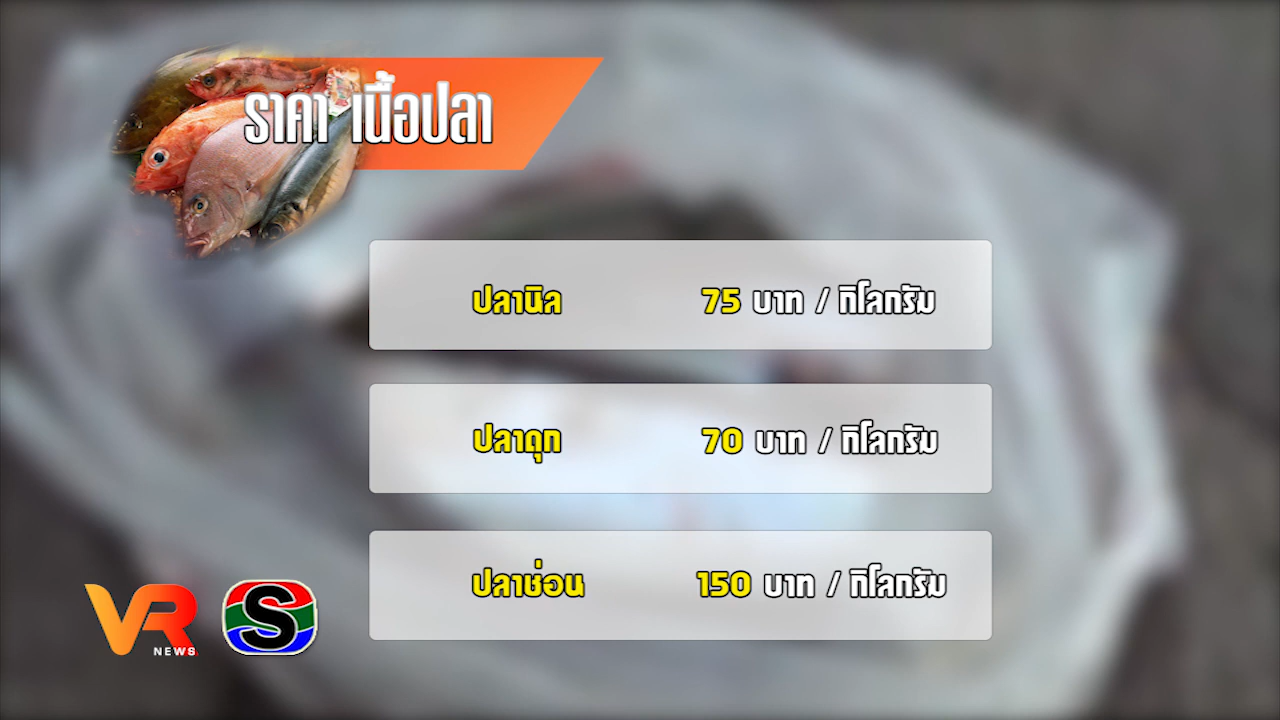 ราคา เนื้อปลา
ปลานิล 75 บาท / กิโลกรัม
ปลาดุก 70 บาท / กิโลกรัม
ปลาช่อน 150 บาท / กิโลกรัม
VR NEWS S